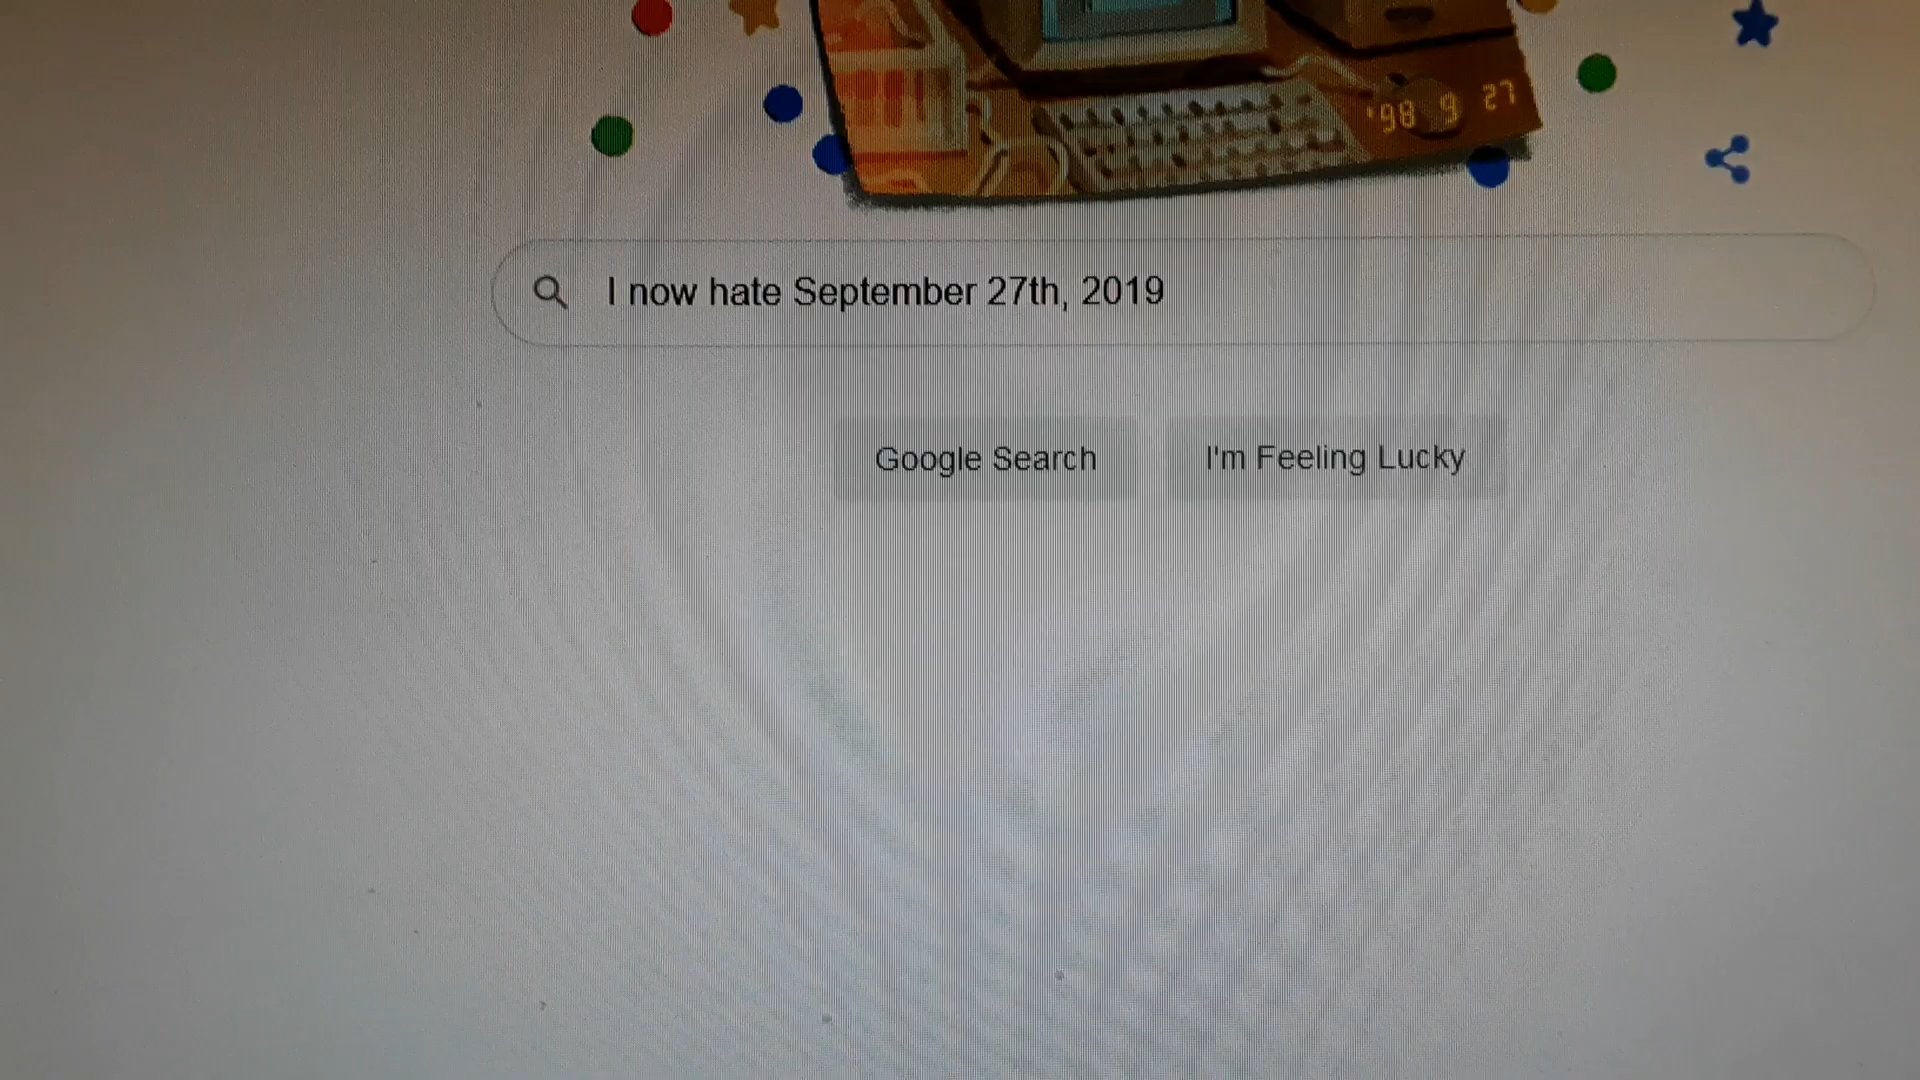 '98 9 27
I now hate September 27th, 2019
Google Search
I'm Feeling Lucky